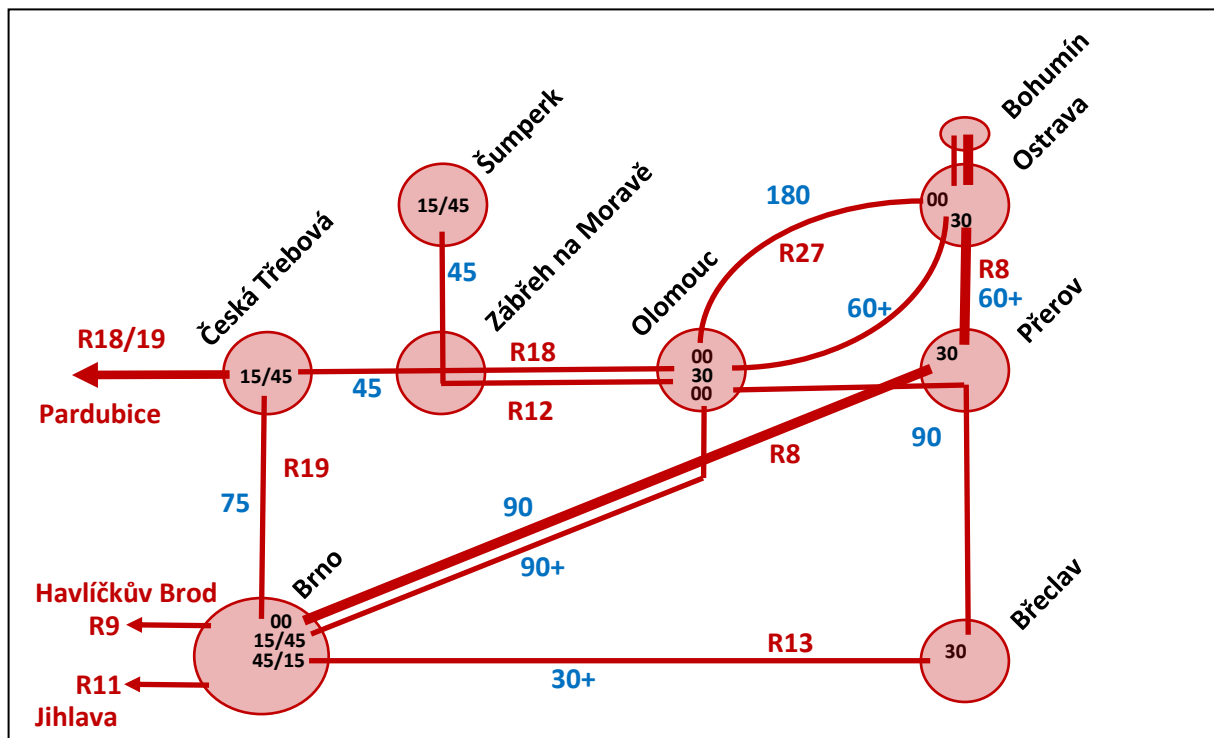 Bohumín
Ostrava
Šumperk
Zábřeh na Moravě
Česká Třebová
Olomouc
Přerov
15/45
180
00
30
R27
45
R8
60+
60+
R18/19
R18
00
30
00
30
15/45
45
R12
Pardubice
90
R8
R19
75
90
90+
Brno
Břeclav
Havlíčkův Brod
R9
00
15/45
45/15
R13
30
30+
R11
Jihlava